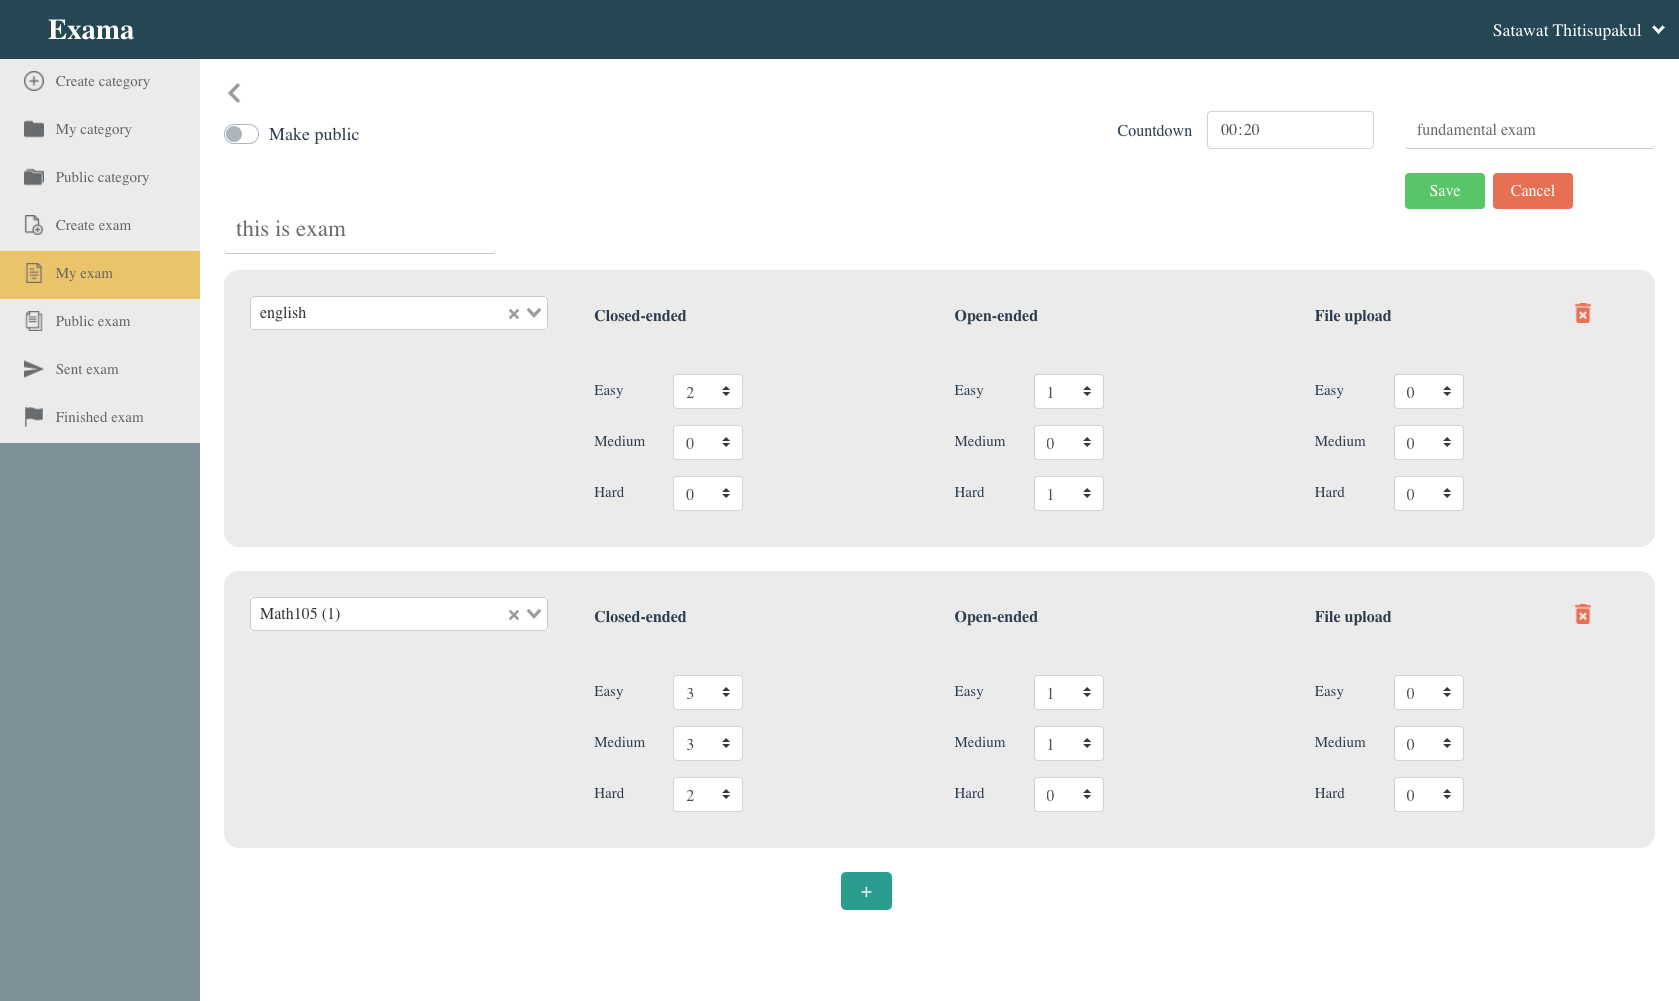 Exama
Satawat Thitisupakul
Create category
My category
Public category
Create exam
My exam
Public exam
Sent exam
Finished exam
Make public
Countdown 00:20 fundamental exam
Save Cancel
this is exam
english Closed-ended Open-ended File upload
Easy 2 Easy 1 Easy 0
Medium 0 Medium 0 Medium 0
Hard 0 Hard 1 Hard 0
Math105 (1) Closed-ended Open-ended File upload
Easy 3 Easy 1 Easy 0
Medium 3 Medium 1 Medium 0
Hard 2 Hard 0 Hard 0
+